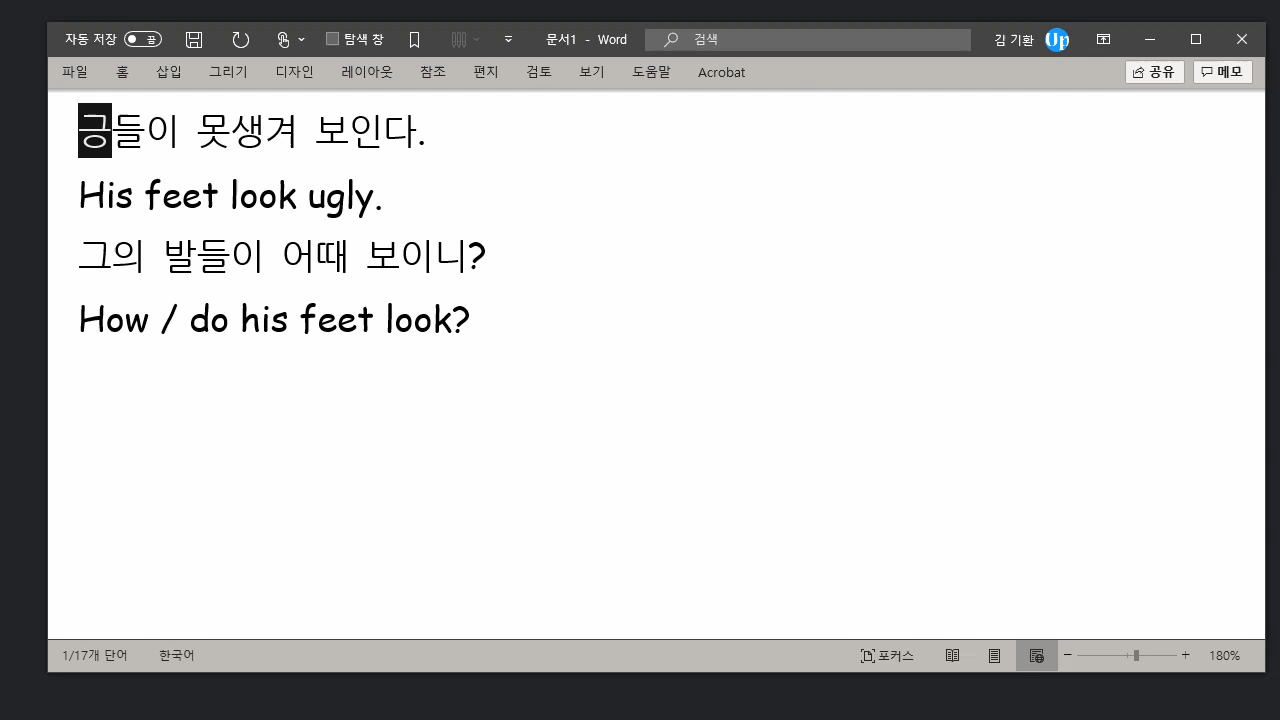 자동 저장 끔 탐색 창 문서1 - Word 검색 김 기환 Up
파일 홈 삽입 그리기 디자인 레이아웃 참조 편지 검토 보기 도움말 Acrobat 공유 메모
긍들이 못생겨 보인다.
His feet look ugly.
그의 발들이 어때 보이니?
How / do his feet look?
1/17개 단어 한국어 포커스 180%